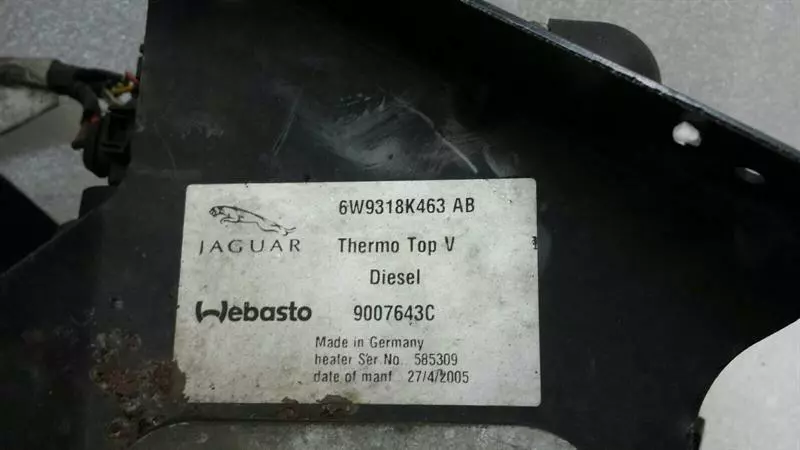 6W9318K463 AB
JAGUAR Thermo Top V
Diesel
Webasto 9007643C
Made in Germany
heater Ser No. 585309
date of manf 27/4/2005